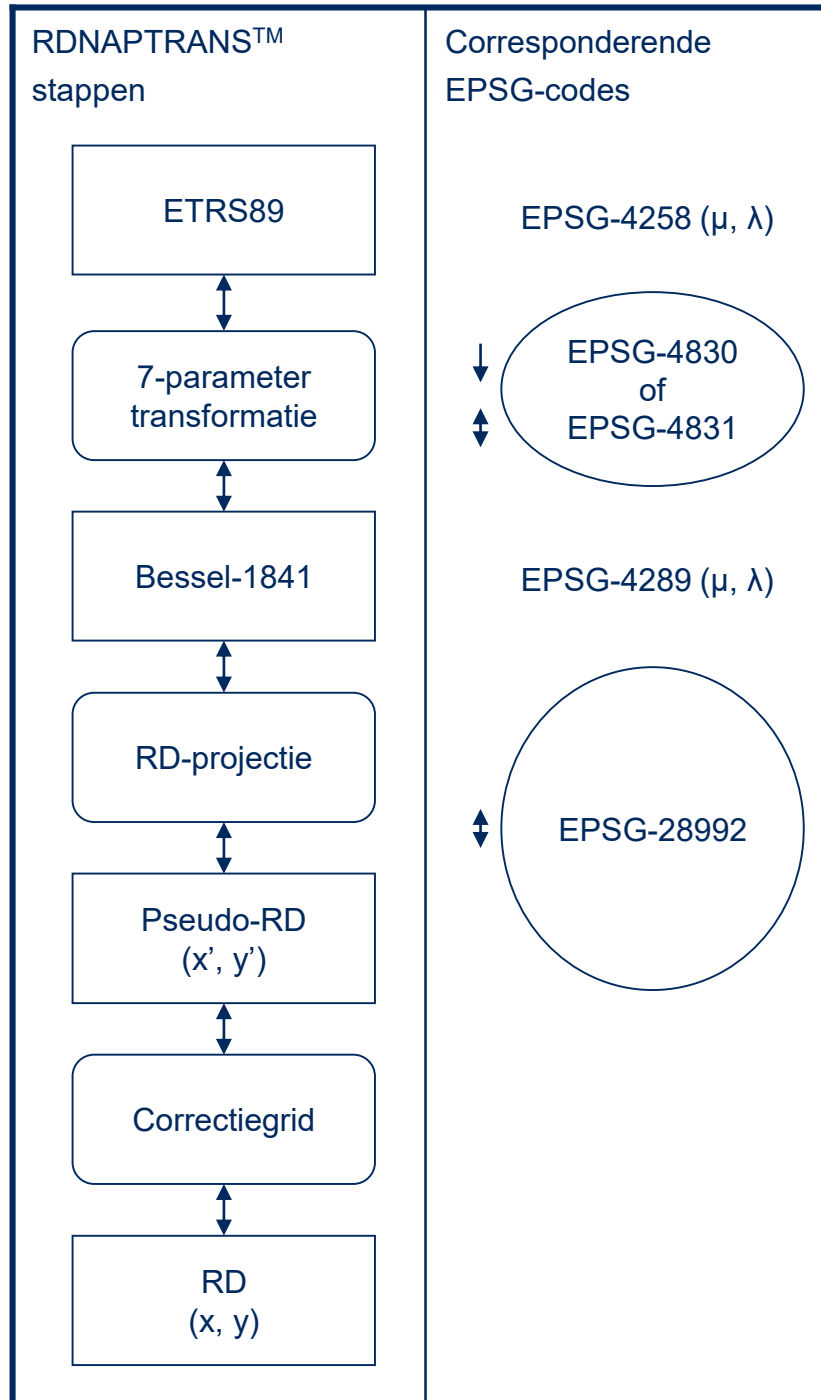 RDNAPTRANS™
stappen
Corresponderende
EPSG-codes
ETRS89
EPSG-4258 (μ, λ)
7-parameter
transformatie
EPSG-4830
of
EPSG-4831
Bessel-1841
EPSG-4289 (μ, λ)
RD-projectie
EPSG-28992
Pseudo-RD
(x’, y’)
Correctiegrid
RD
(x, y)